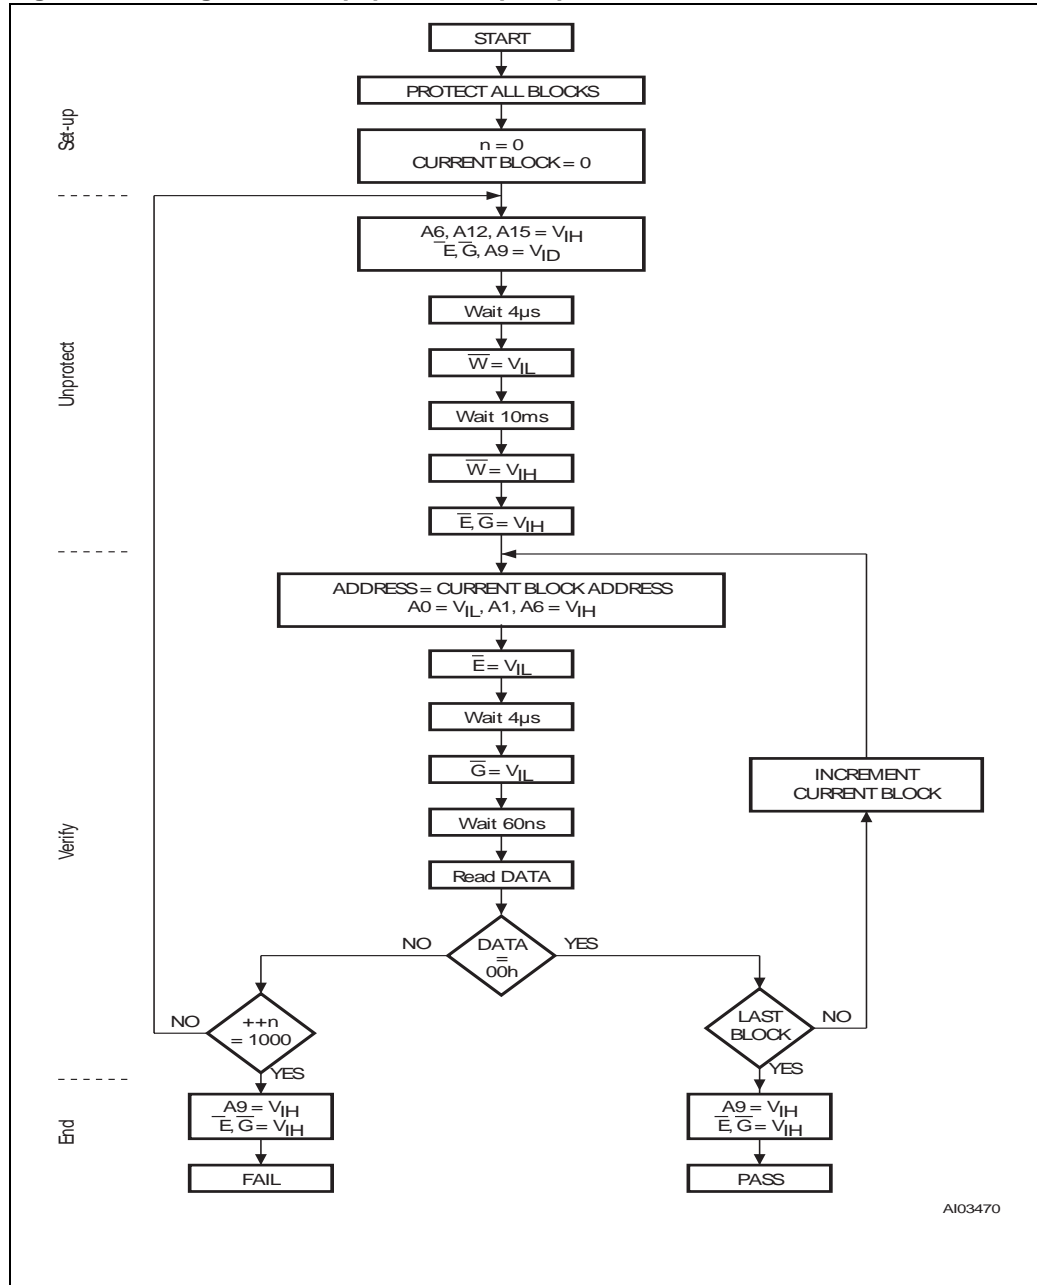 START
PROTECT ALL BLOCKS
Set-up
n = 0
CURRENT BLOCK = 0
A6, A12, A15 = VIH
E̅, G̅, A9 = VID
Wait 4µs
W̅ = VIL
Unprotect
Wait 10ms
W̅ = VIH
E̅, G̅ = VIH
ADDRESS = CURRENT BLOCK ADDRESS
A0 = VIL, A1, A6 = VIH
E̅ = VIL
Wait 4µs
G̅ = VIL
INCREMENT
CURRENT BLOCK
Wait 60ns
Verify
Read DATA
NO
DATA
=
00h
YES
NO
++n
= 1000
YES
LAST
BLOCK
NO
YES
End
A9 = VIH
E̅, G̅ = VIH
A9 = VIH
E̅, G̅ = VIH
FAIL
PASS
AI03470